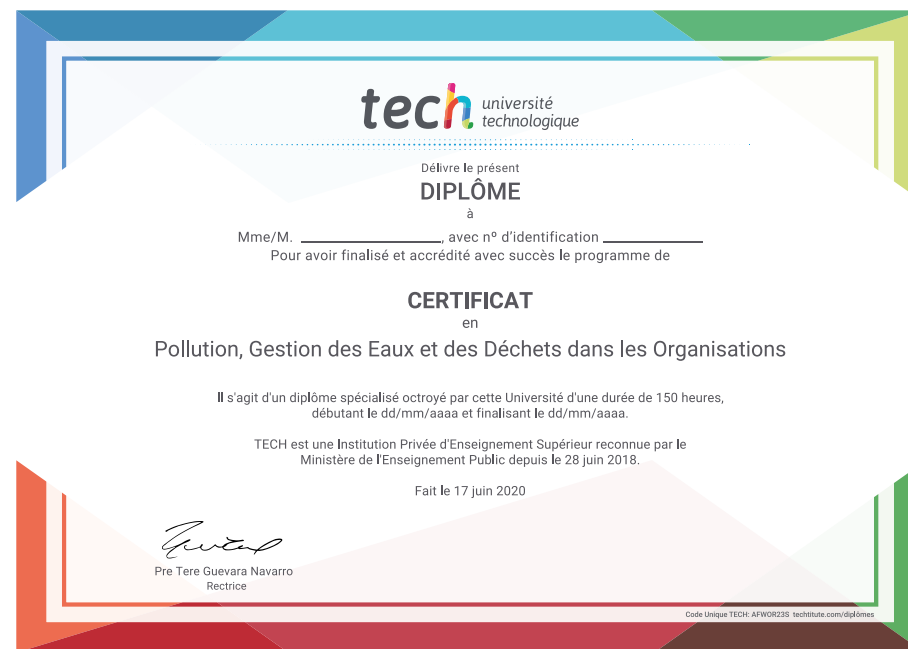 tech université
technologique
Délivre le présent
DIPLÔME
à
Mme/M. ____________, avec nº d'identification ____________
Pour avoir finalisé et accrédité avec succès le programme de
CERTIFICAT
en
Pollution, Gestion des Eaux et des Déchets dans les Organisations
Il s'agit d'un diplôme spécialisé octroyé par cette Université d'une durée de 150 heures,
débutant le dd/mm/aaaa et finalisant le dd/mm/aaaa.
TECH est une Institution Privée d'Enseignement Supérieur reconnue par le
Ministère de l'Enseignement Public depuis le 28 juin 2018.
Fait le 17 juin 2020
Pre Tere Guevara Navarro
Rectrice
Code Unique TECH: AFWOR23S techtitute.com/diplômes